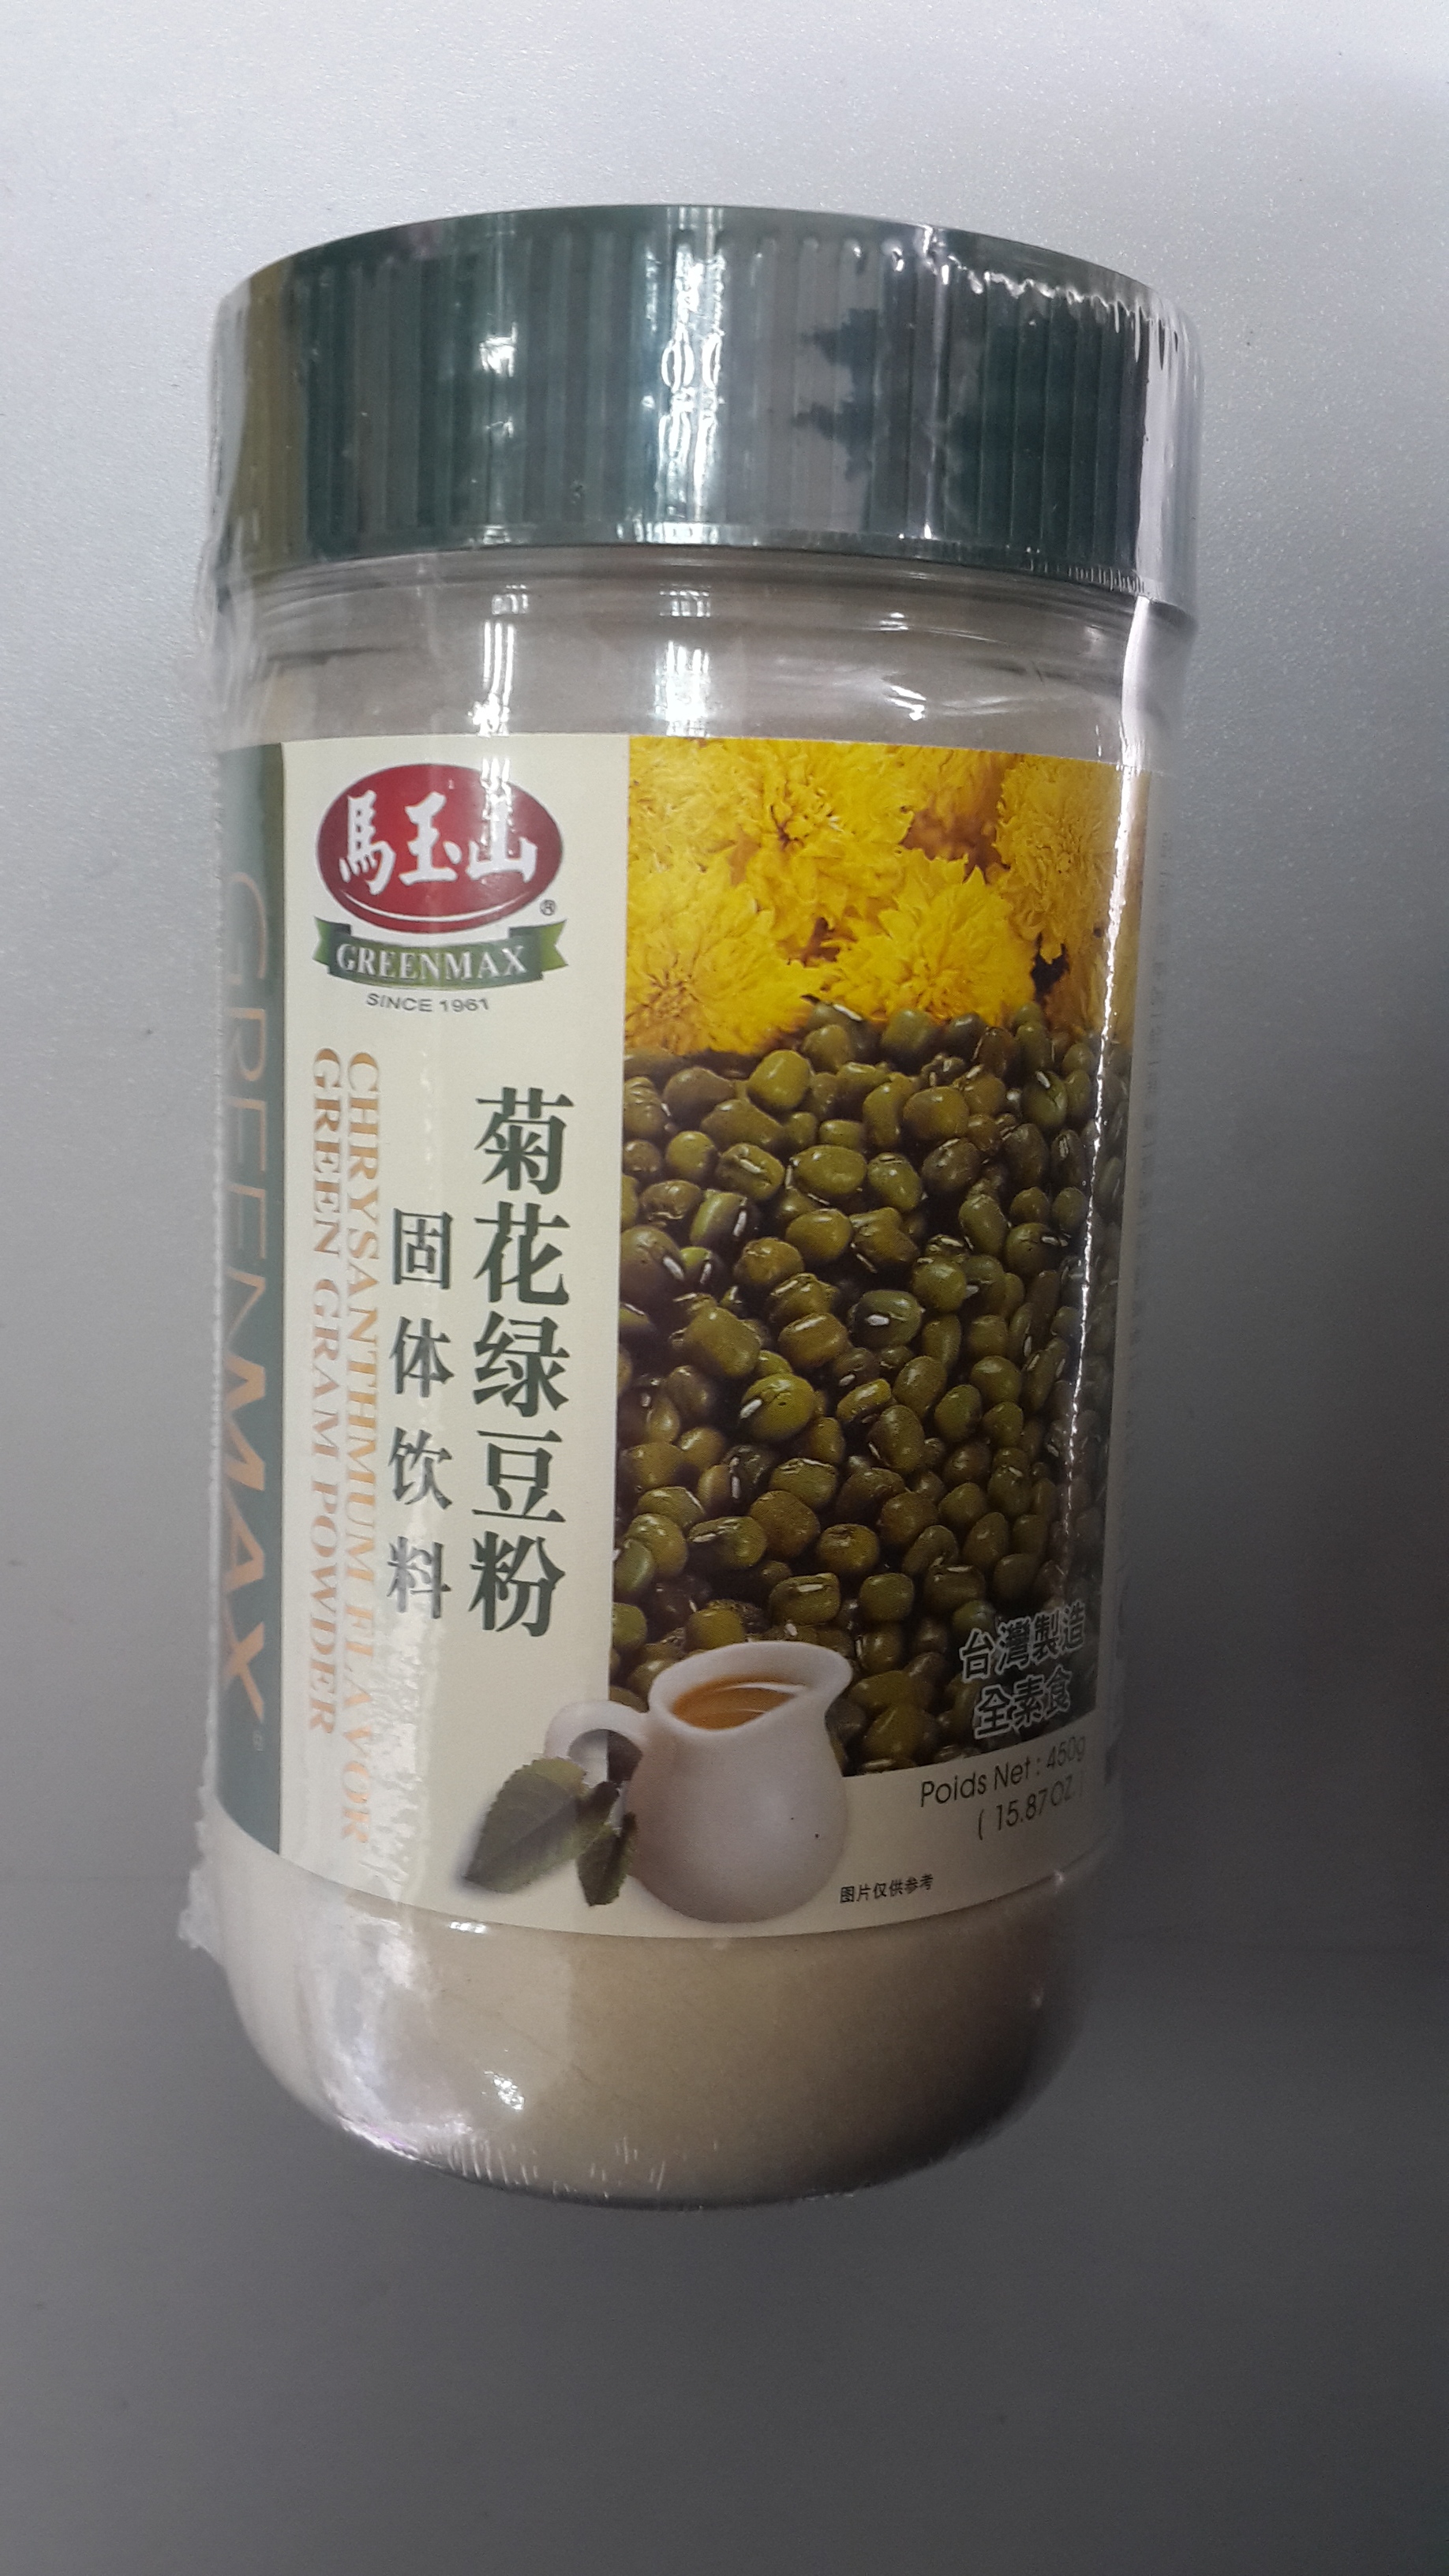 馬玉山
®
GREENMAX
SINCE 1961
菊花绿豆粉
固体饮料
CHRYSANTHMUM FLAVOR
GREEN GRAM POWDER
GREENMAX
台灣製造
全素食
Poids Net : 450g
( 15.87OZ )
图片仅供参考